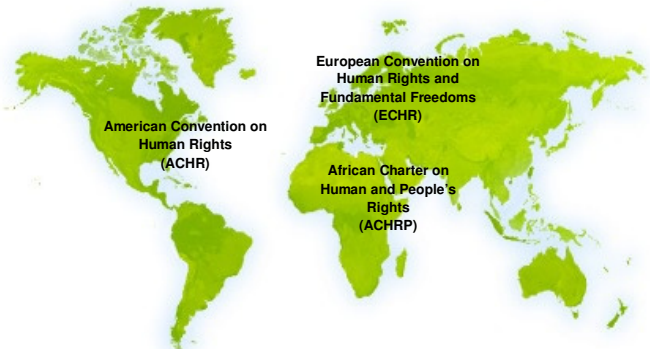 European Convention on
Human Rights and
Fundamental Freedoms
(ECHR)
American Convention on
Human Rights
(ACHR)
African Charter on
Human and People's
Rights
(ACHRP)